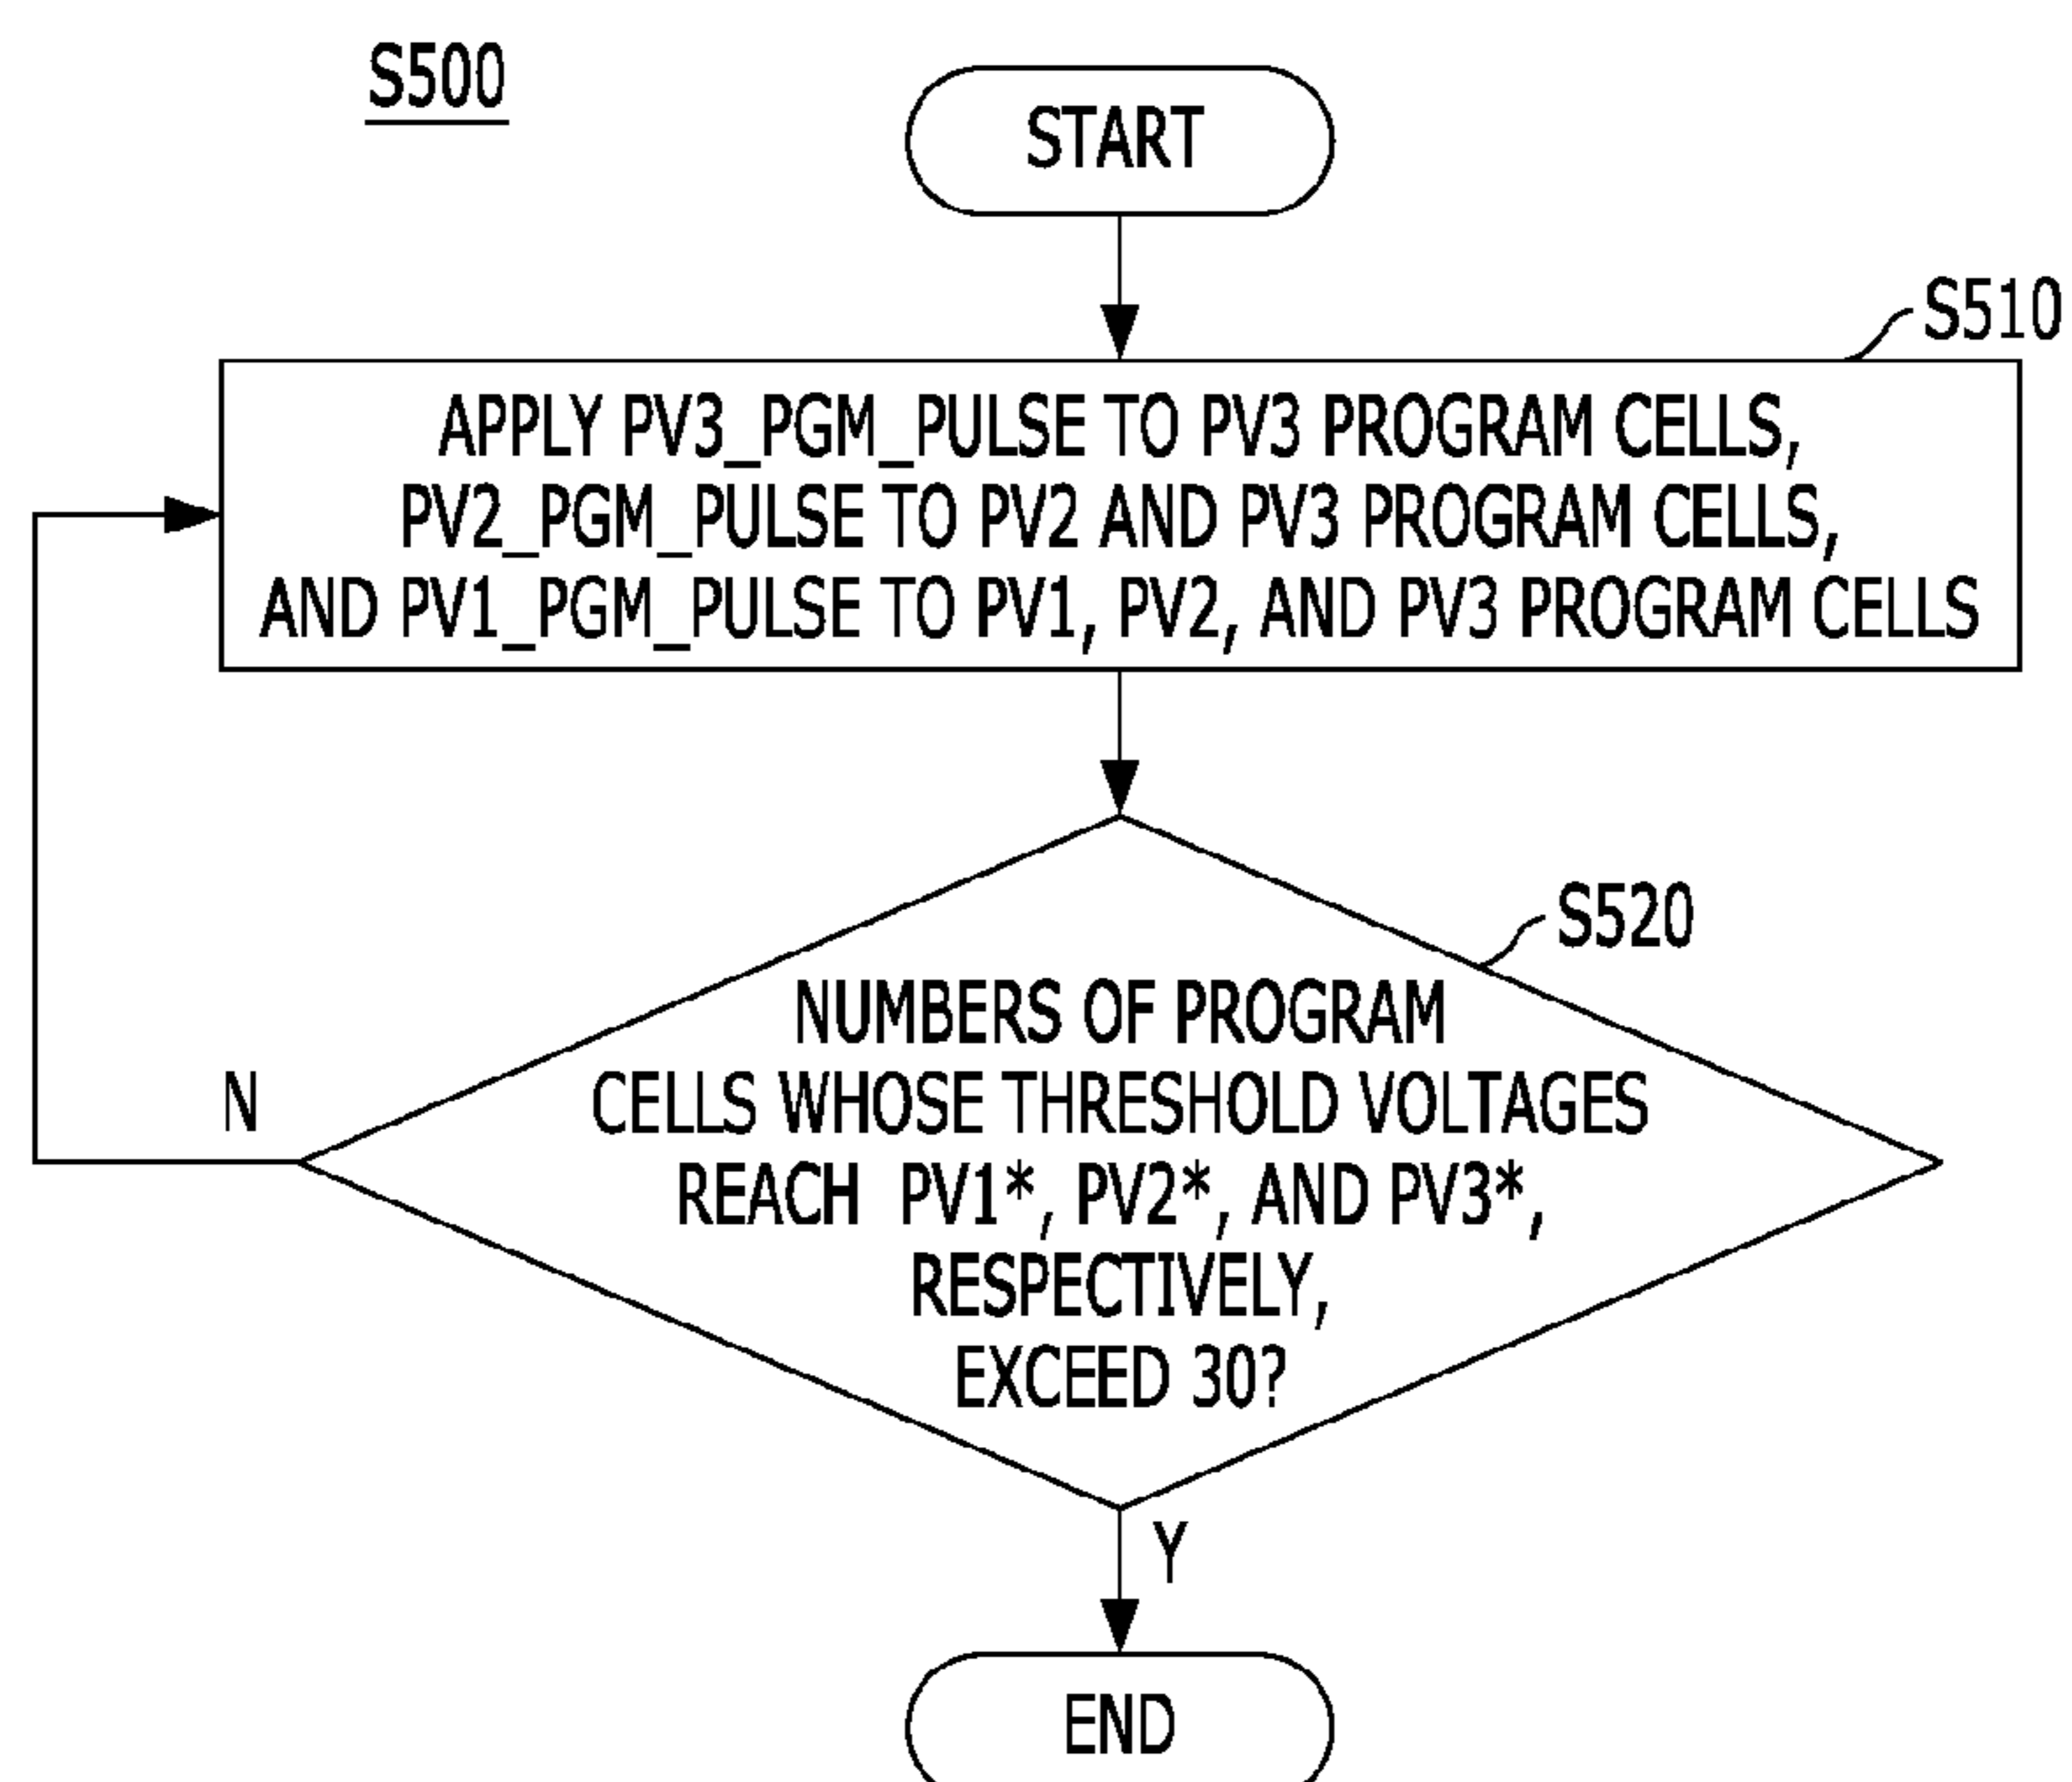 S500
START
S510
APPLY PV3_PGM_PULSE TO PV3 PROGRAM CELLS,
PV2_PGM_PULSE TO PV2 AND PV3 PROGRAM CELLS,
AND PV1_PGM_PULSE TO PV1, PV2, AND PV3 PROGRAM CELLS
S520
NUMBERS OF PROGRAM
CELLS WHOSE THRESHOLD VOLTAGES
REACH PV1*, PV2*, AND PV3*,
RESPECTIVELY,
EXCEED 30?
N
Y
END